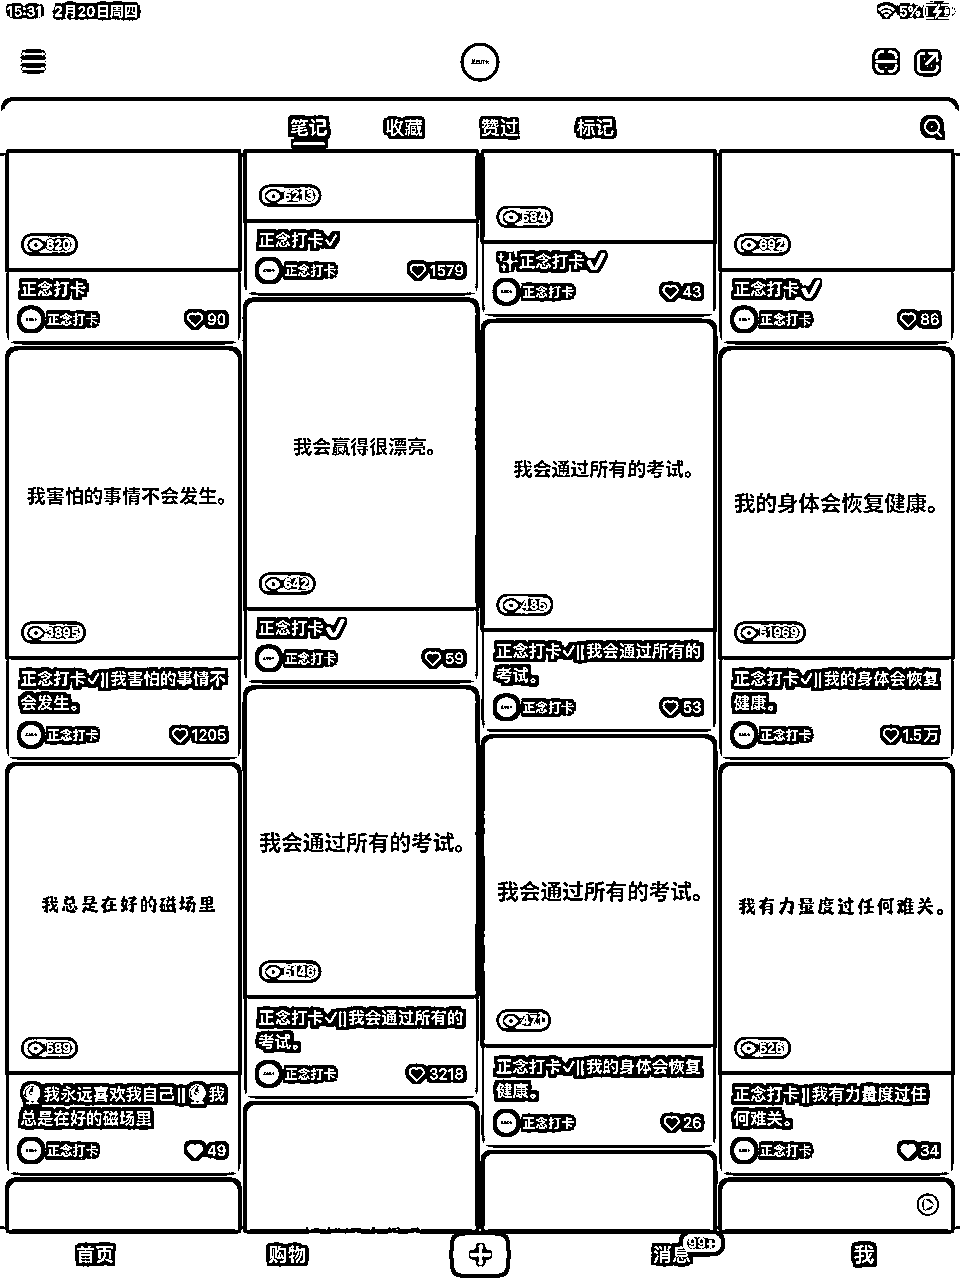 15:31 2月20日周四
5%
笔记 收藏 赞过 标记
620
正念打卡
正念打卡 90
我害怕的事情不会发生。
3895
正念打卡✓||我害怕的事情不
会发生。
正念打卡 1205
我总是在好的磁场里
589
我永远喜欢我自己||我
总是在好的磁场里
正念打卡 49
5213
正念打卡✓
正念打卡 1579
我会赢得很漂亮。
642
正念打卡✓
正念打卡 59
我会通过所有的考试。
5146
正念打卡✓||我会通过所有的
考试。
正念打卡 3218
584
正念打卡✓
正念打卡 43
我会通过所有的考试。
485
正念打卡✓||我会通过所有的
考试。
正念打卡 53
我会通过所有的考试。
471
正念打卡✓||我的身体会恢复
健康。
正念打卡 26
692
正念打卡✓
正念打卡 86
我的身体会恢复健康。
51969
正念打卡✓||我的身体会恢复
健康。
正念打卡 1.5万
我有力量度过任何难关。
526
正念打卡||我有力量度过任
何难关。
正念打卡 34
首页 购物 消息 99+ 我